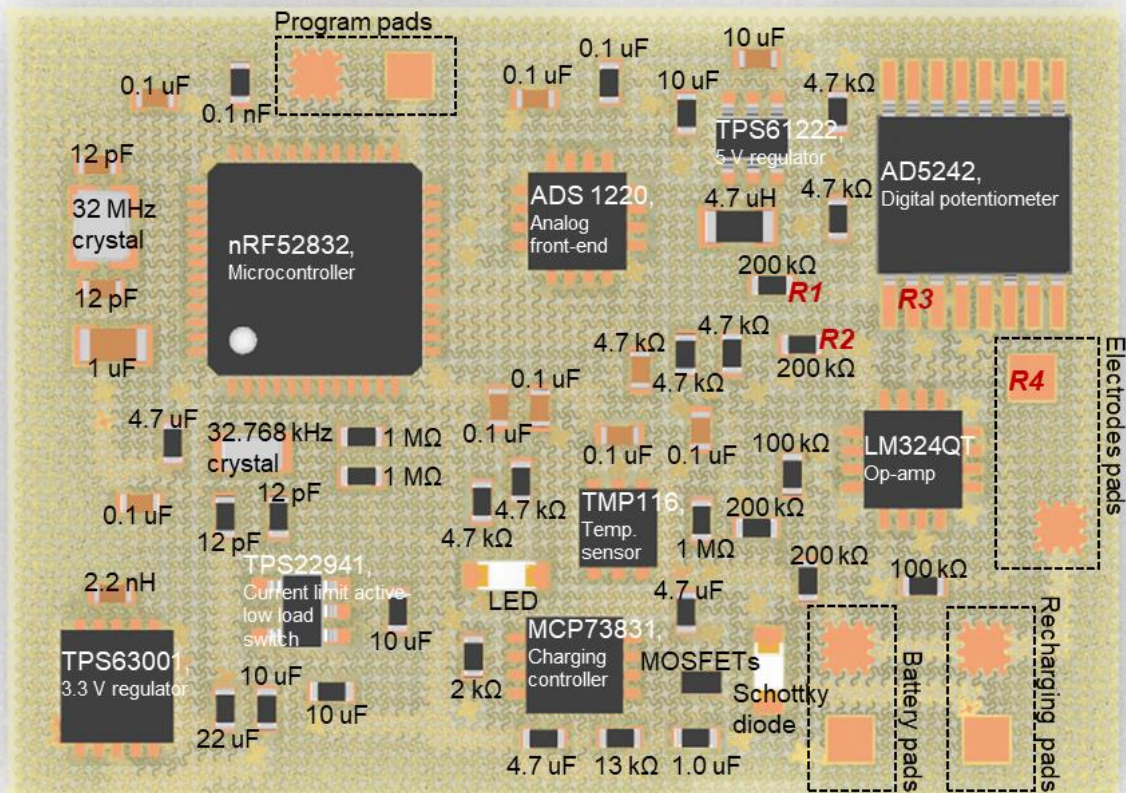 Program pads
0.1 uF
10 uF
0.1 uF
0.1 nF
0.1 uF
10 uF
4.7 kΩ
TPS61222,
5 V regulator
12 pF
32 MHz
crystal
nRF52832,
Microcontroller
ADS 1220,
Analog
front-end
4.7 uH
4.7 kΩ
AD5242,
Digital potentiometer
12 pF
200 kΩ
R1
R3
1 uF
4.7 kΩ
4.7 kΩ
4.7 kΩ
R2
200 kΩ
R4
Electrodes pads
0.1 uF
0.1 uF
4.7 uF
32.768 kHz
crystal
1 MΩ
1 MΩ
0.1 uF
0.1 uF
100 kΩ
LM324QT
Op-amp
0.1 uF
12 pF
12 pF
4.7 kΩ
4.7 kΩ
TMP116,
Temp.
sensor
1 MΩ
200 kΩ
200 kΩ
100 kΩ
2.2 nH
TPS22941,
Current limit active-
low load
switch
LED
4.7 uF
10 uF
TPS63001,
3.3 V regulator
MCP73831,
Charging
controller
2 kΩ
MOSFETs
Schottky
diode
Battery pads
Recharging pads
10 uF
22 uF
10 uF
4.7 uF
13 kΩ
1.0 uF